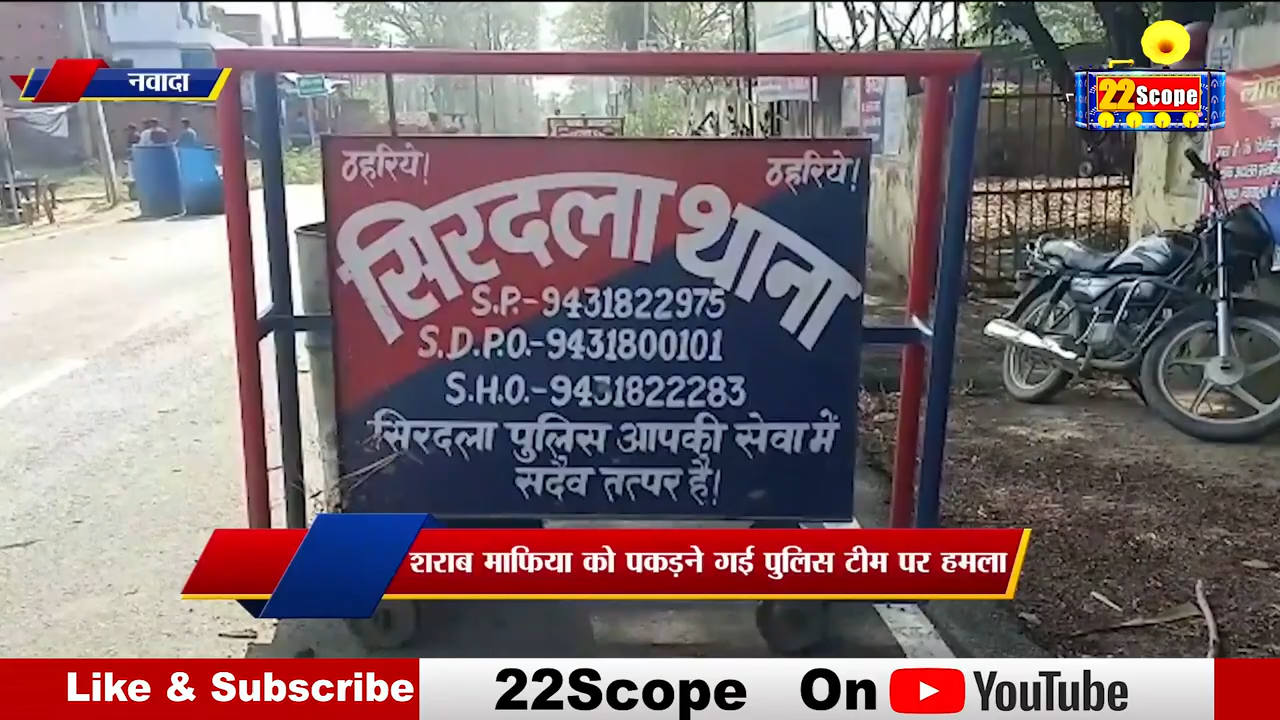 नवादा
22Scope
ठहरिये! ठहरिये!
सिरदला थाना
S.P.-9431822975
S.D.P.O.-9431800101
S.H.O.-9431822283
सिरदला पुलिस आपकी सेवा में
सदैव तत्पर है!
शराब माफिया को पकड़ने गई पुलिस टीम पर हमला
Like & Subscribe 22Scope On YouTube